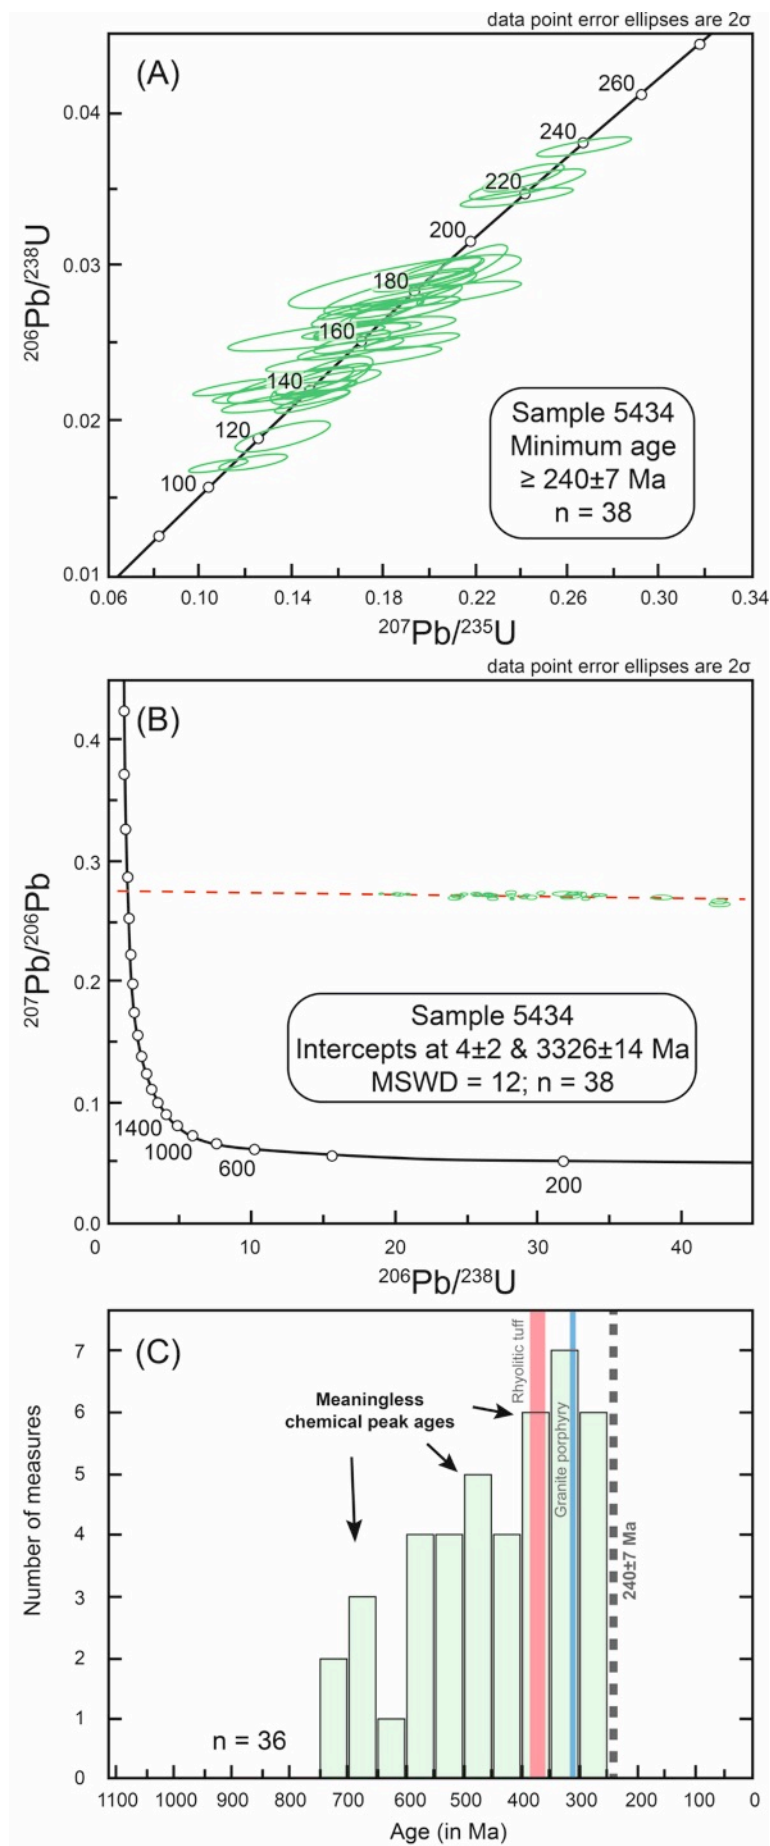 data point error ellipses are 2σ
(A)
260
0.04
240
220
200
0.03
180
160
140
0.02
120
100
0.01
206Pb/238U
Sample 5434
Minimum age
≥ 240±7 Ma
n = 38
0.06 0.10 0.14 0.18 0.22 0.26 0.30 0.34
207Pb/235U
data point error ellipses are 2σ
(B)
0.4
0.3
0.2
0.1
0.0
207Pb/206Pb
Sample 5434
Intercepts at 4±2 & 3326±14 Ma
MSWD = 12; n = 38
1400
1000
600
200
0 10 20 30 40
206Pb/238U
(C)
7
6
5
4
3
2
1
0
Number of measures
Meaningless
chemical peak ages
Rhyolitic tuff
Granite porphyry
240±7 Ma
n = 36
1100 1000 900 800 700 600 500 400 300 200 100 0
Age (in Ma)